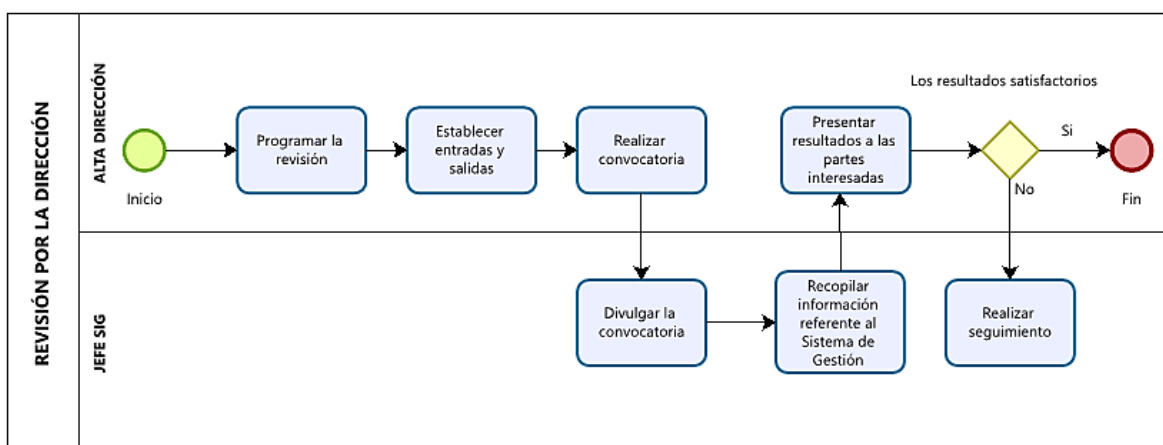 REVISIÓN POR LA DIRECCIÓN
ALTA DIRECCIÓN
Inicio
Programar la
revisión
Establecer
entradas y
salidas
Realizar
convocatoria
Presentar
resultados a las
partes
interesadas
Los resultados satisfactorios
Si
No
Fin
JEFE SIG
Divulgar la
convocatoria
Recopilar
información
referente al
Sistema de
Gestión
Realizar
seguimiento